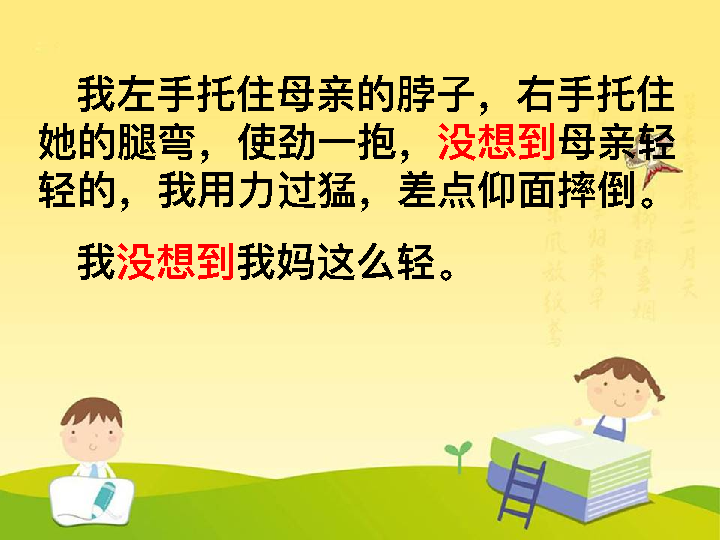 我左手托住母亲的脖子，右手托住
她的腿弯，使劲一抱，没想到母亲轻
轻的，我用力过猛，差点仰面摔倒。
我没想到我妈这么轻。